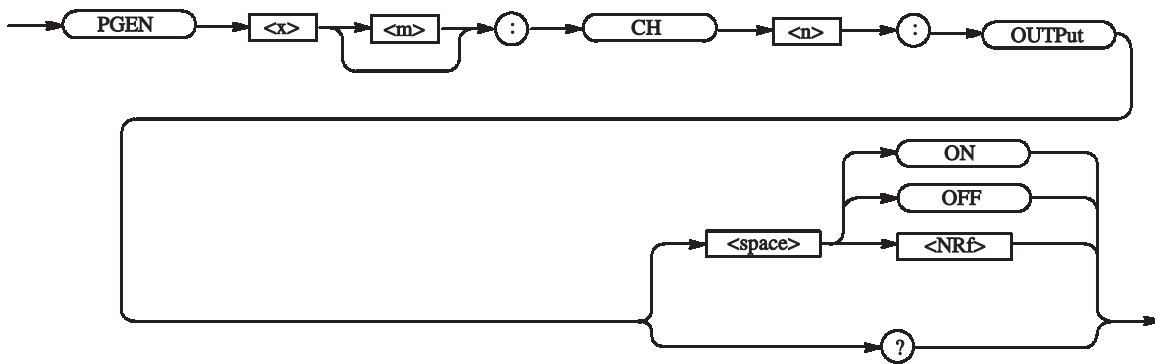 PGEN <x> <m> : CH <n> : OUTPut
ON
OFF
<space> <NRf>
?